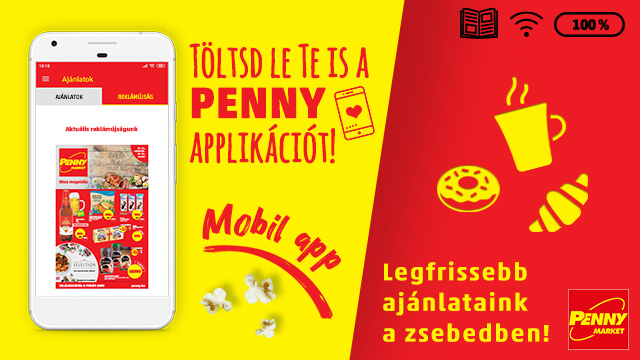 16:16
Ajánlatok
AJÁNLATOK
REKLÁMÚJSÁG
Aktuális reklámújságunk
PENNY
MARKET
TÖLTSD LE TE IS A
PENNY
APPLIKÁCIÓT!
Mobil app
100 %
Legfrissebb
ajánlataink
a zsebedben!
PENNY
MARKET